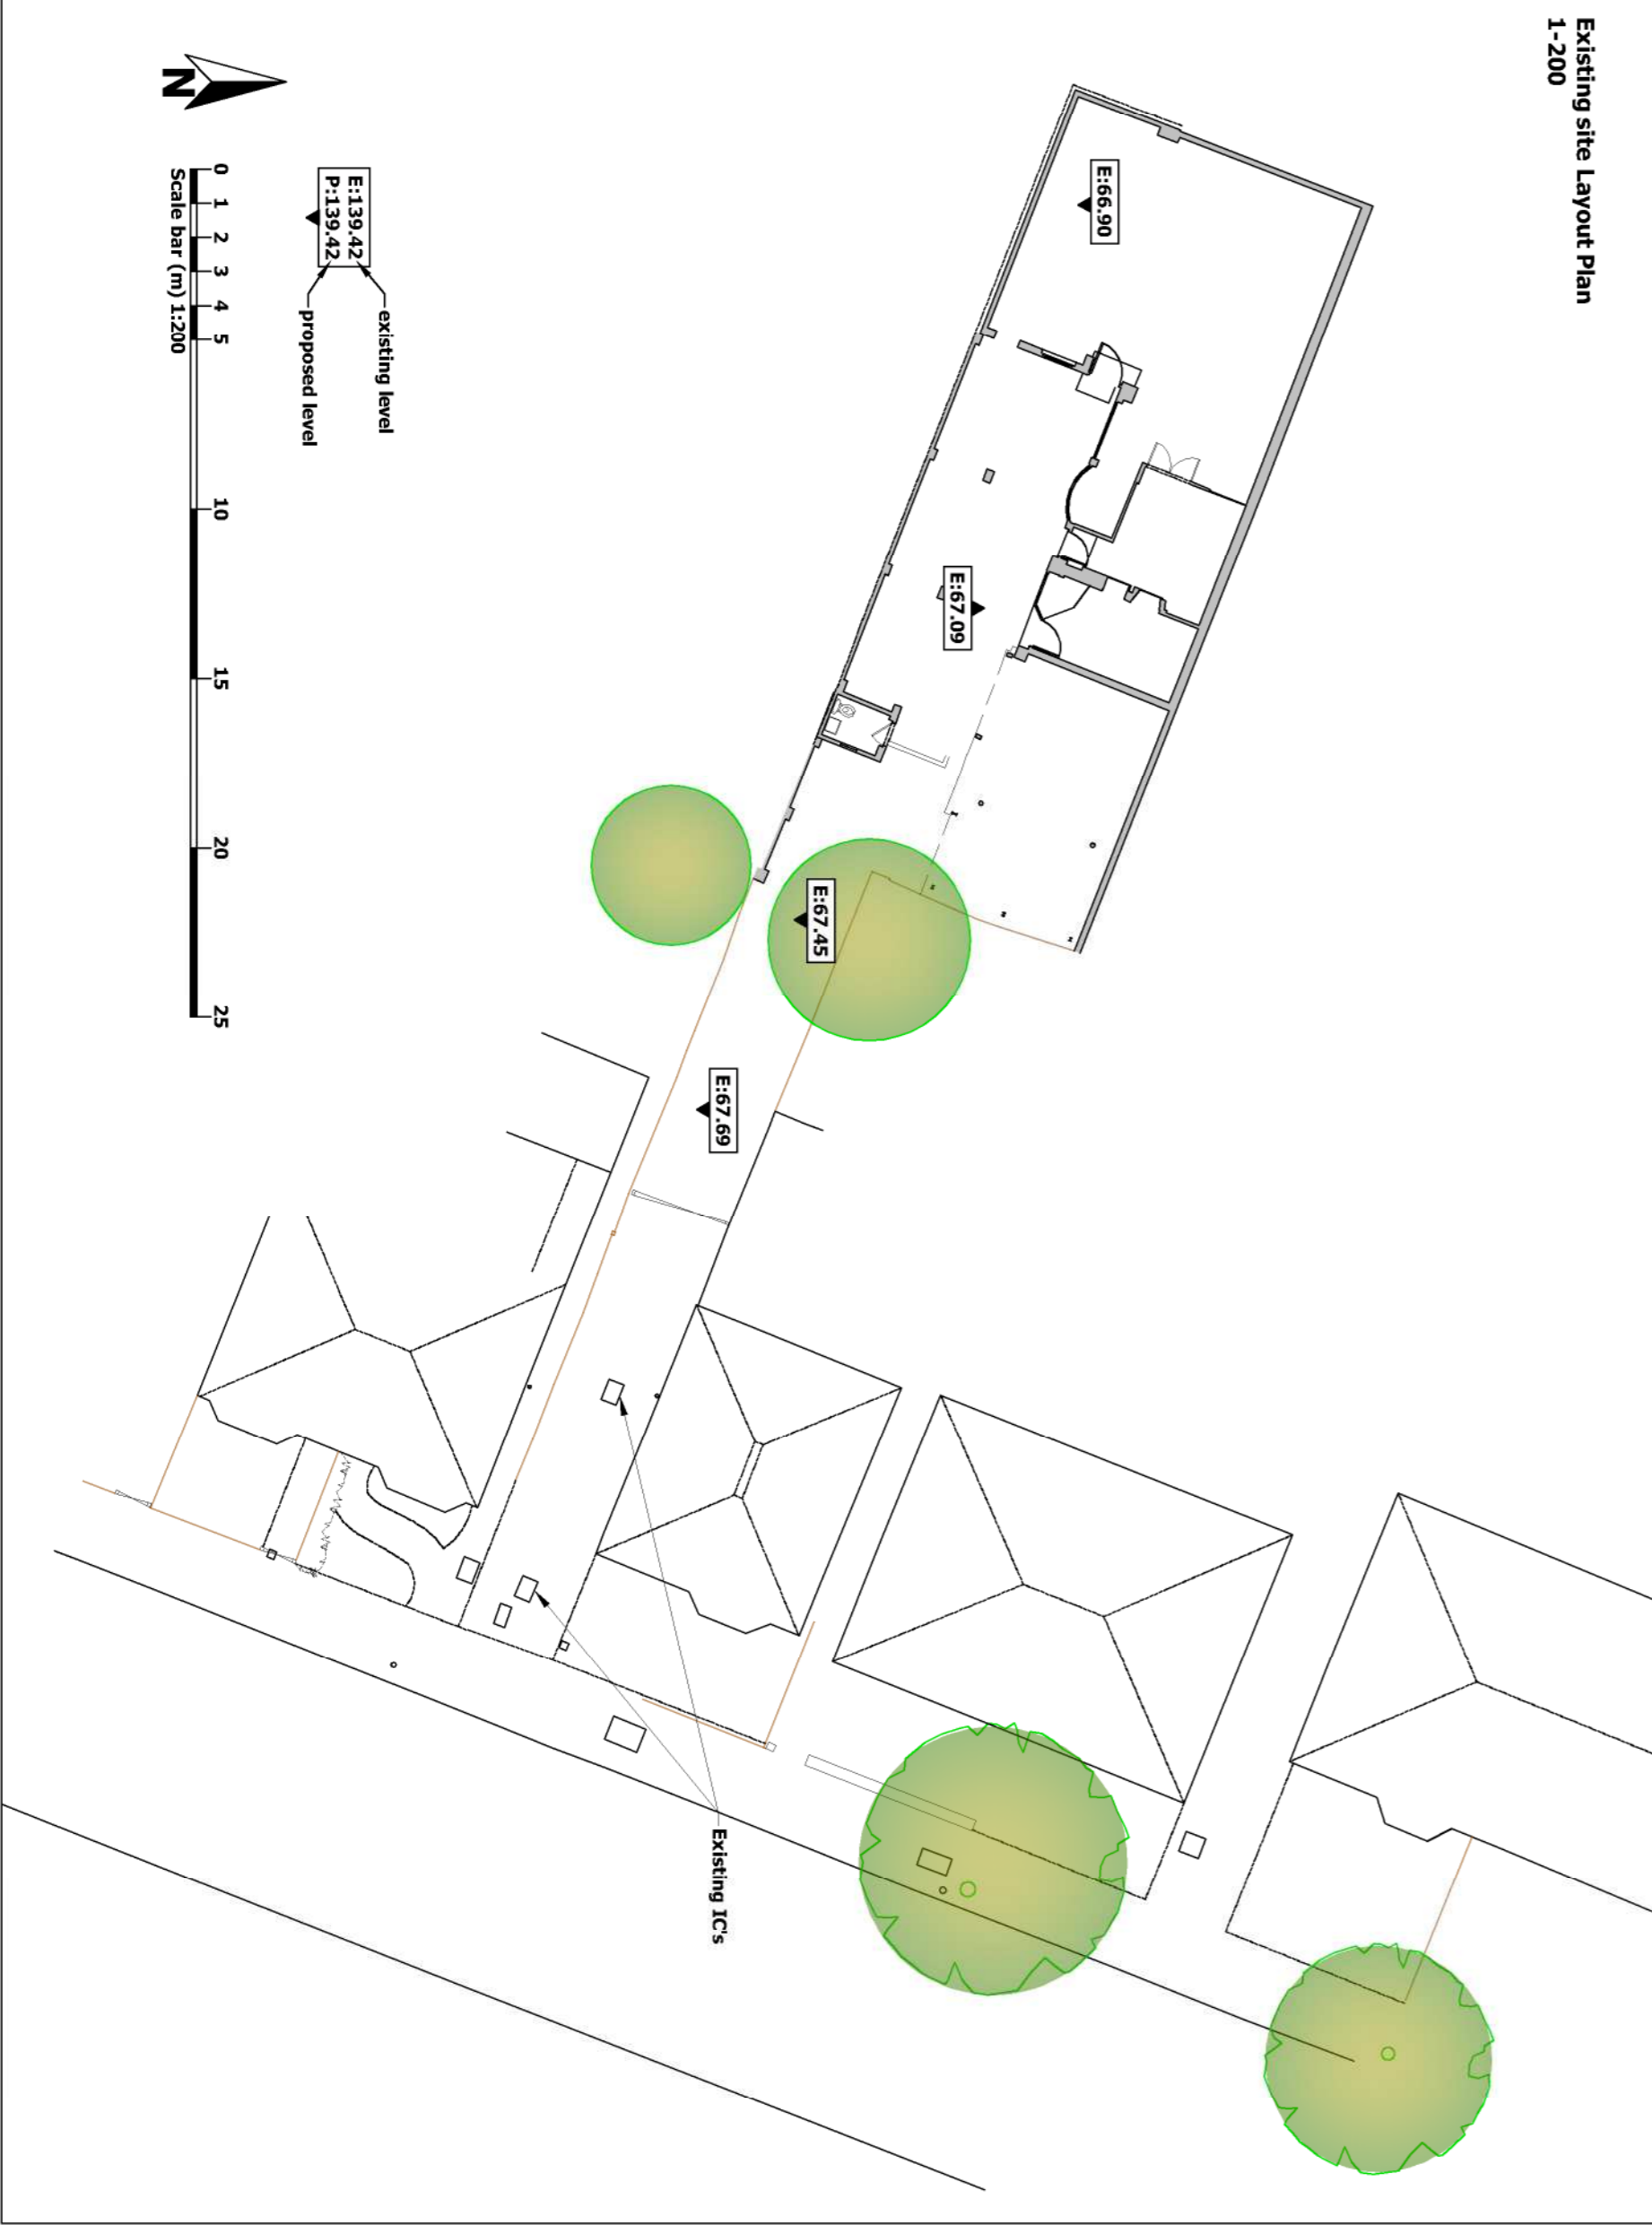 Existing site Layout Plan
1-200
E:66.90
E:67.09
E:67.45
E:67.69
Existing IC's
E:139.42
P:139.42
existing level
proposed level
N
0 1 2 3 4 5 10 15 20 25
Scale bar (m) 1:200